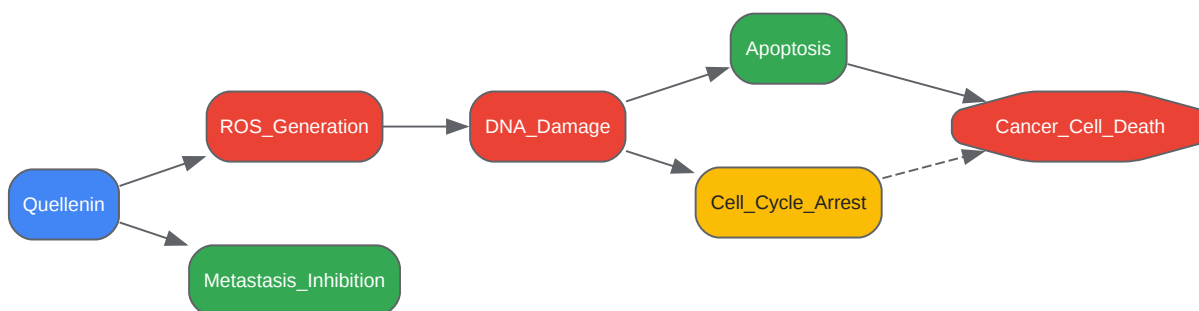 Apoptosis
ROS_Generation
DNA_Damage
Cancer_Cell_Death
Quellenin
Cell_Cycle_Arrest
Metastasis_Inhibition